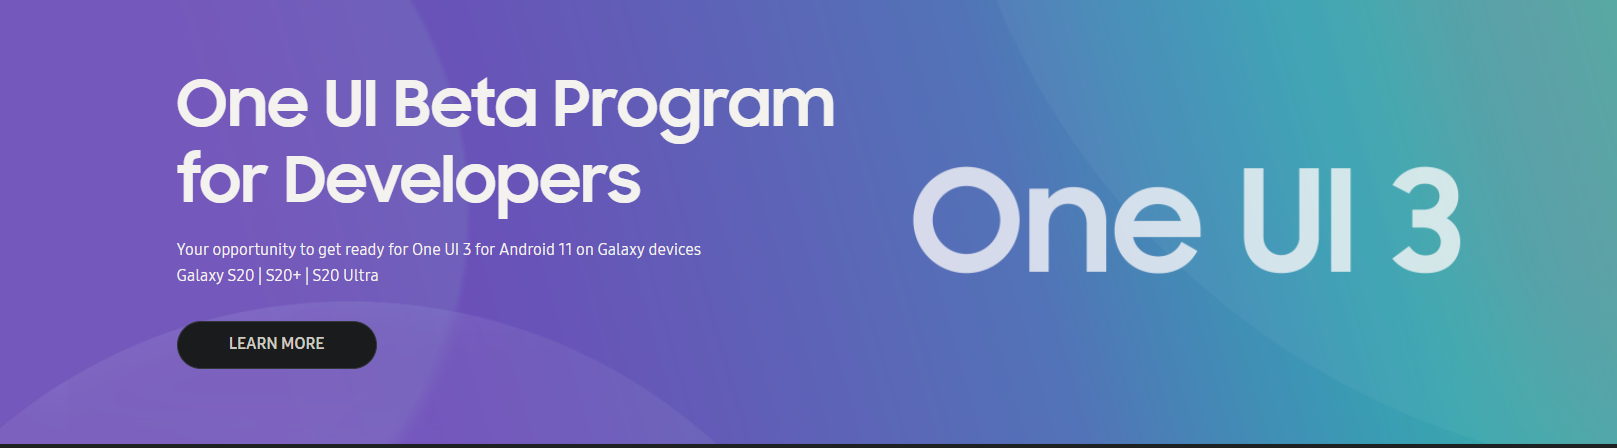 One UI Beta Program
for Developers
Your opportunity to get ready for One UI 3 for Android 11 on Galaxy devices
Galaxy S20 | S20+ | S20 Ultra
LEARN MORE
One UI 3